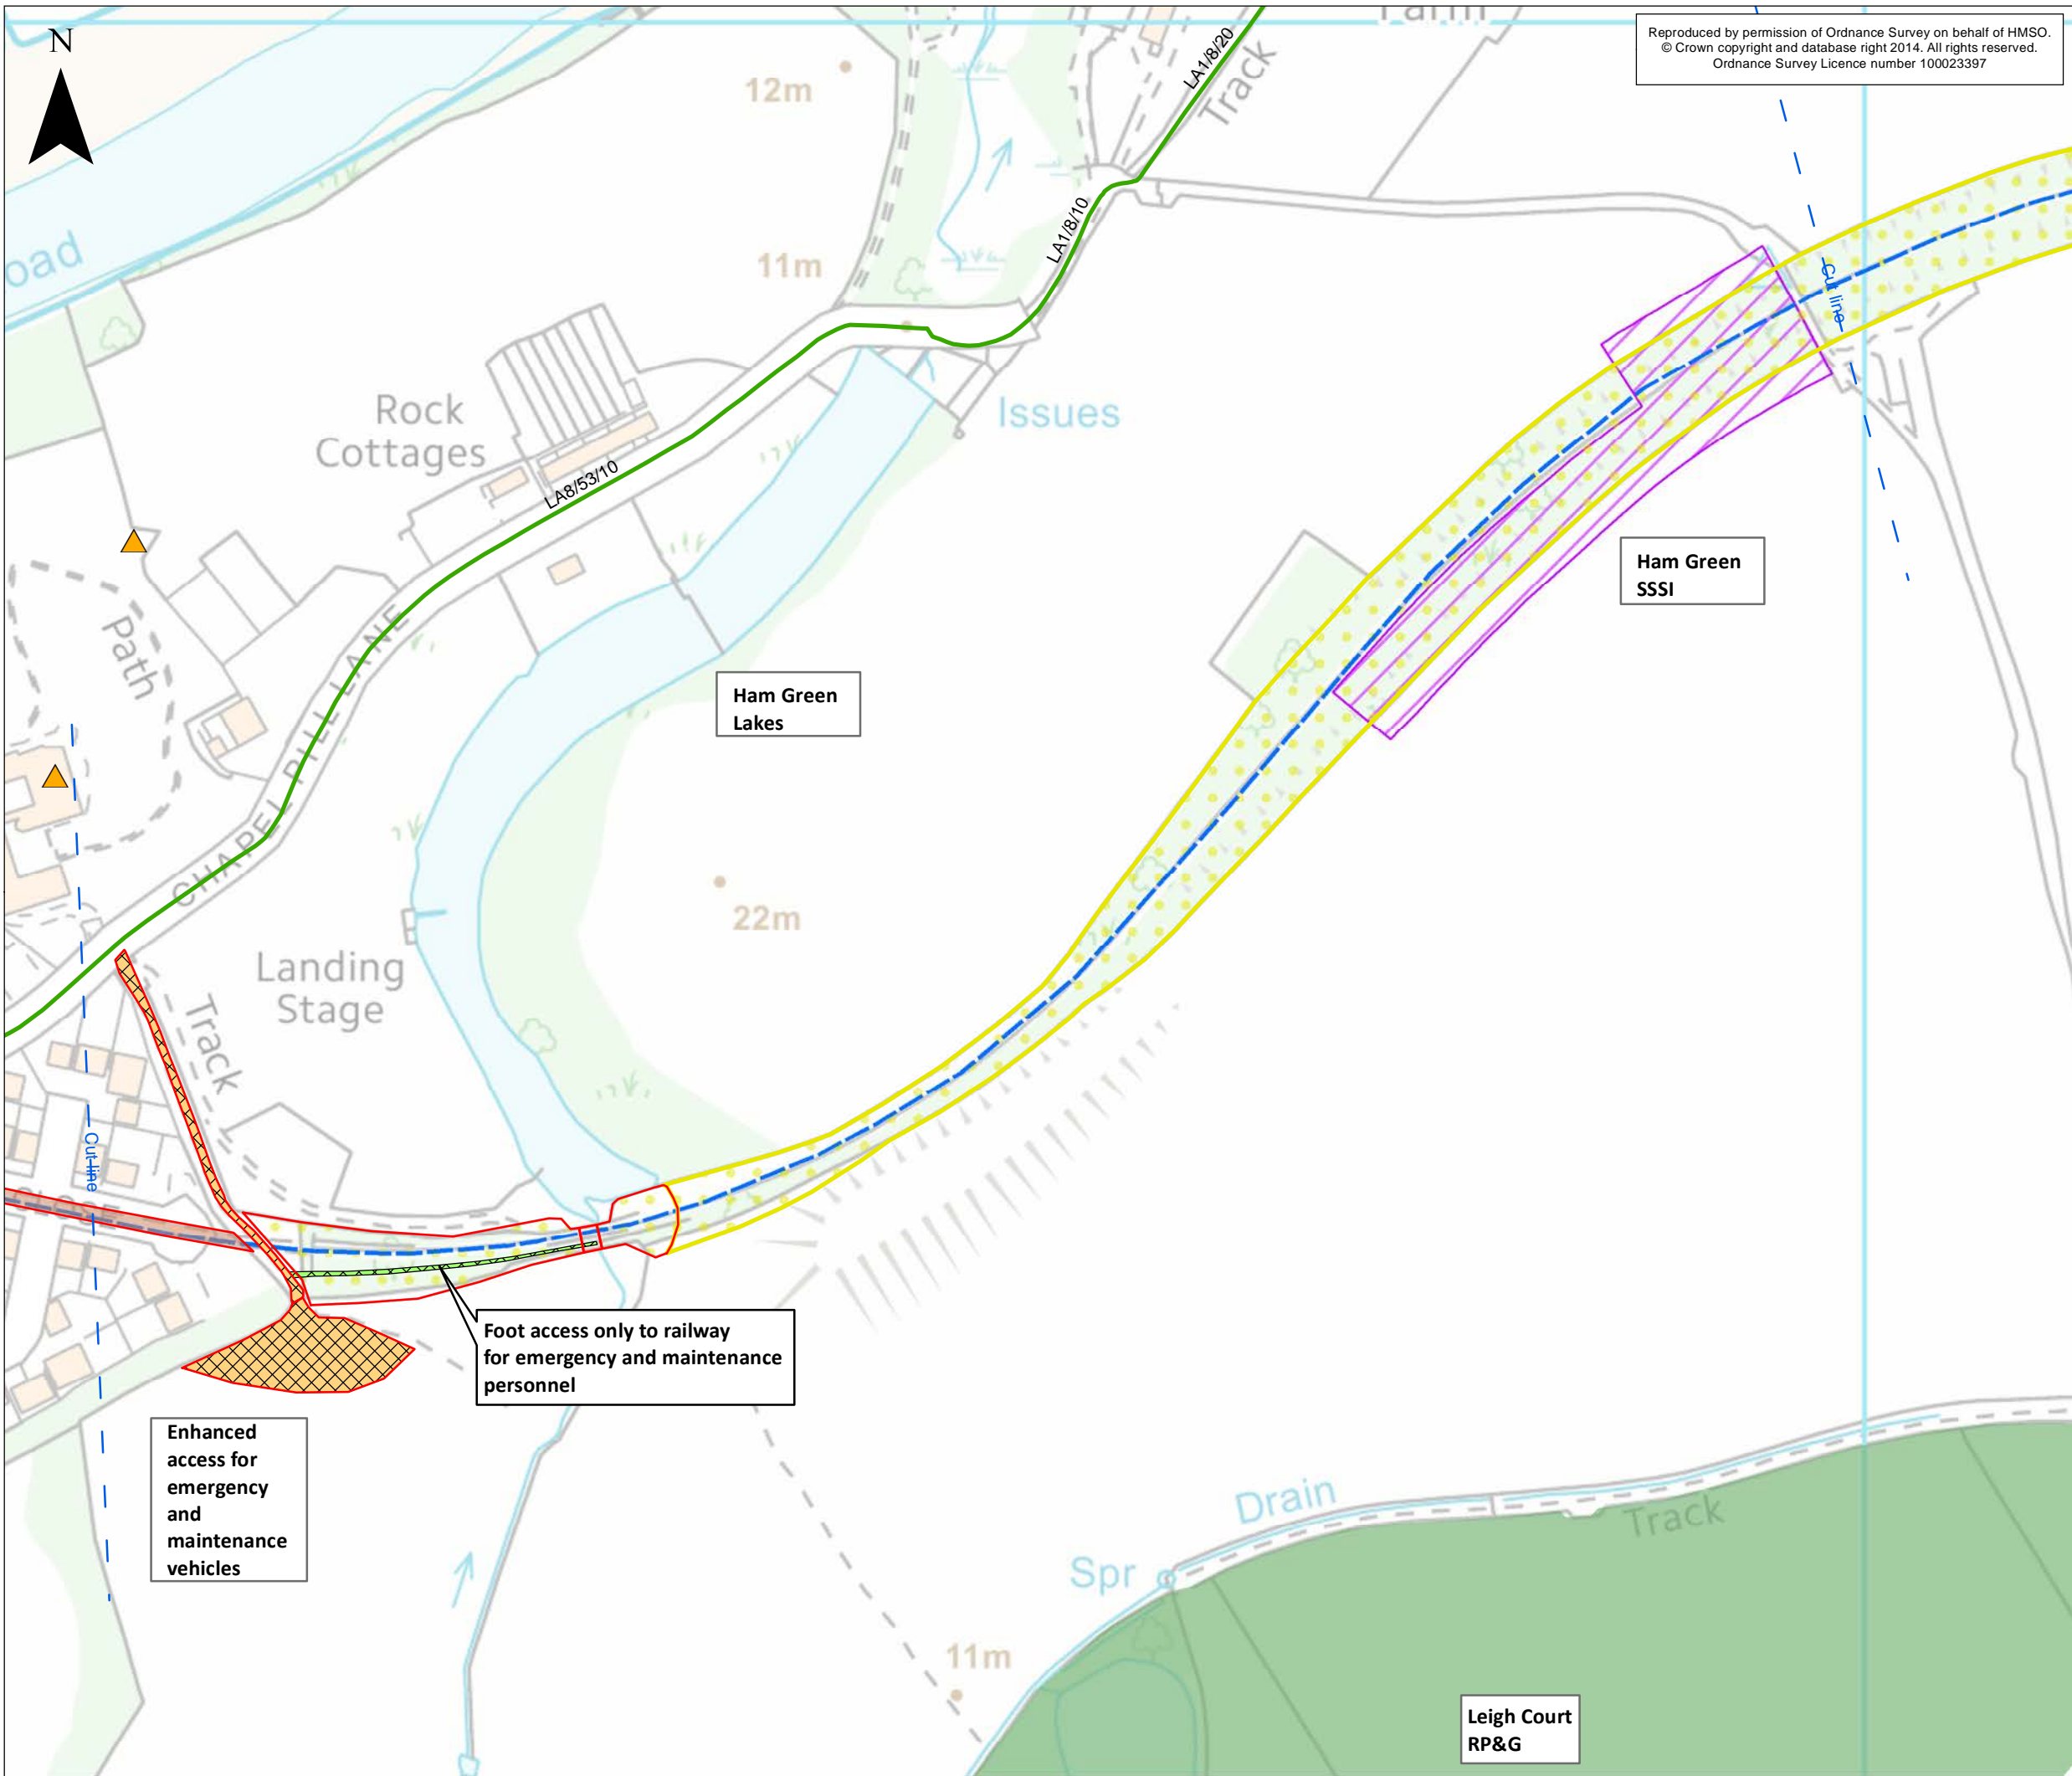 N
Reproduced by permission of Ordnance Survey on behalf of HMSO.
© Crown copyright and database right 2014. All rights reserved.
Ordnance Survey Licence number 100023397
Farm
LA1/8/20
Track
12m
LA1/8/10
11m
oad
Cut line
Rock
Cottages
Issues
LA8/53/10
Ham Green
SSSI
Path
Ham Green
Lakes
CHAPEL PILL LANE
22m
Landing
Stage
Track
Cut line
Foot access only to railway
for emergency and maintenance
personnel
Enhanced
access for
emergency
and
maintenance
vehicles
Drain
Track
Spr
11m
Leigh Court
RP&G